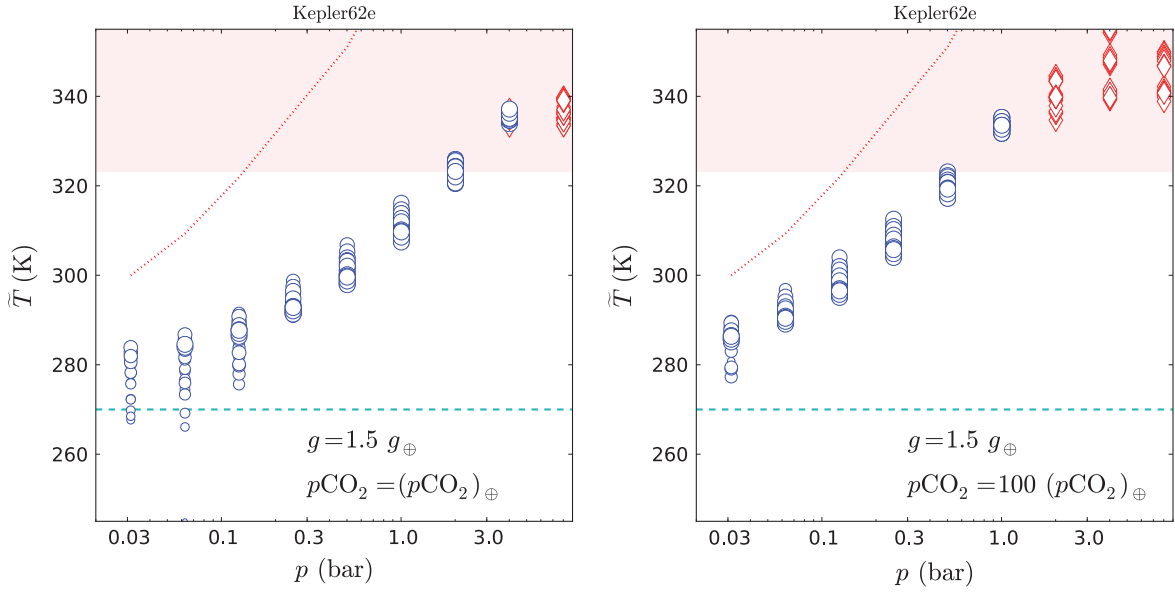 Kepler62e
340
320
300
280
260
T̃ (K)
0.03 0.1 0.3 1.0 3.0
p (bar)
g=1.5 g⊕
pCO₂ =(pCO₂)⊕
Kepler62e
340
320
300
280
260
T̃ (K)
0.03 0.1 0.3 1.0 3.0
p (bar)
g=1.5 g⊕
pCO₂ =100 (pCO₂)⊕